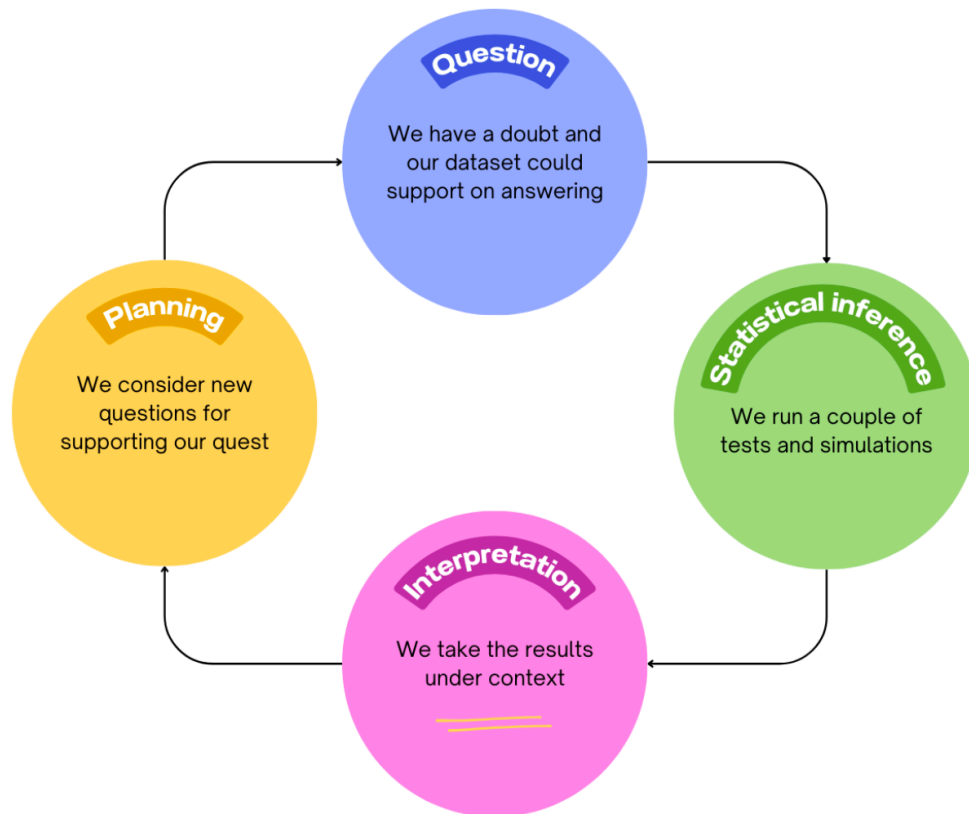 Question
We have a doubt and
our dataset could
support on answering
Statistical inference
We run a couple of
tests and simulations
Interpretation
We take the results
under context
Planning
We consider new
questions for
supporting our quest